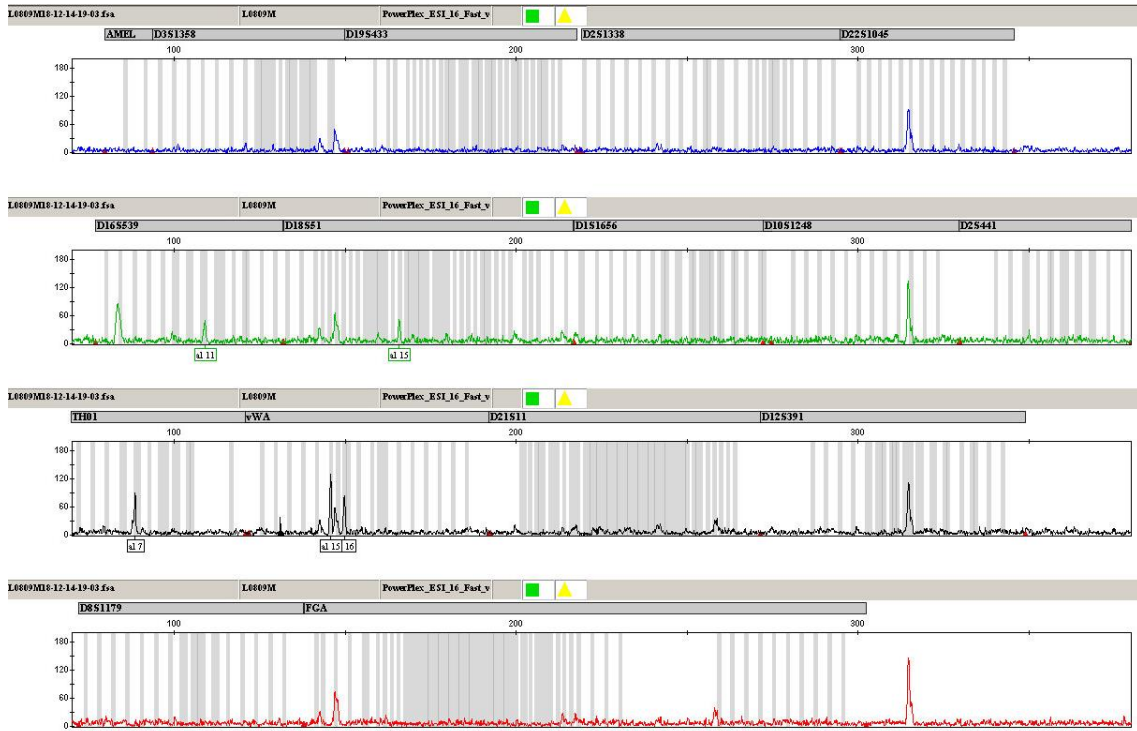 L0809M18-12-14-19-03.fsa L0809M PowerPlex_ESI_16_Fast_v
AMEL D3S1358 D19S433 D2S1338 D22S1045
100 200 300
180
120
60
0
L0809M18-12-14-19-03.fsa L0809M PowerPlex_ESI_16_Fast_v
D16S539 D18S51 D1S1656 D10S1248 D2S441
100 200 300
180
120
60
0
al 11 al 15
L0809M18-12-14-19-03.fsa L0809M PowerPlex_ESI_16_Fast_v
TH01 vWA D21S11 D12S391
100 200 300
180
120
60
0
al 7 al 15 16
L0809M18-12-14-19-03.fsa L0809M PowerPlex_ESI_16_Fast_v
D8S1179 FGA
100 200 300
180
120
60
0